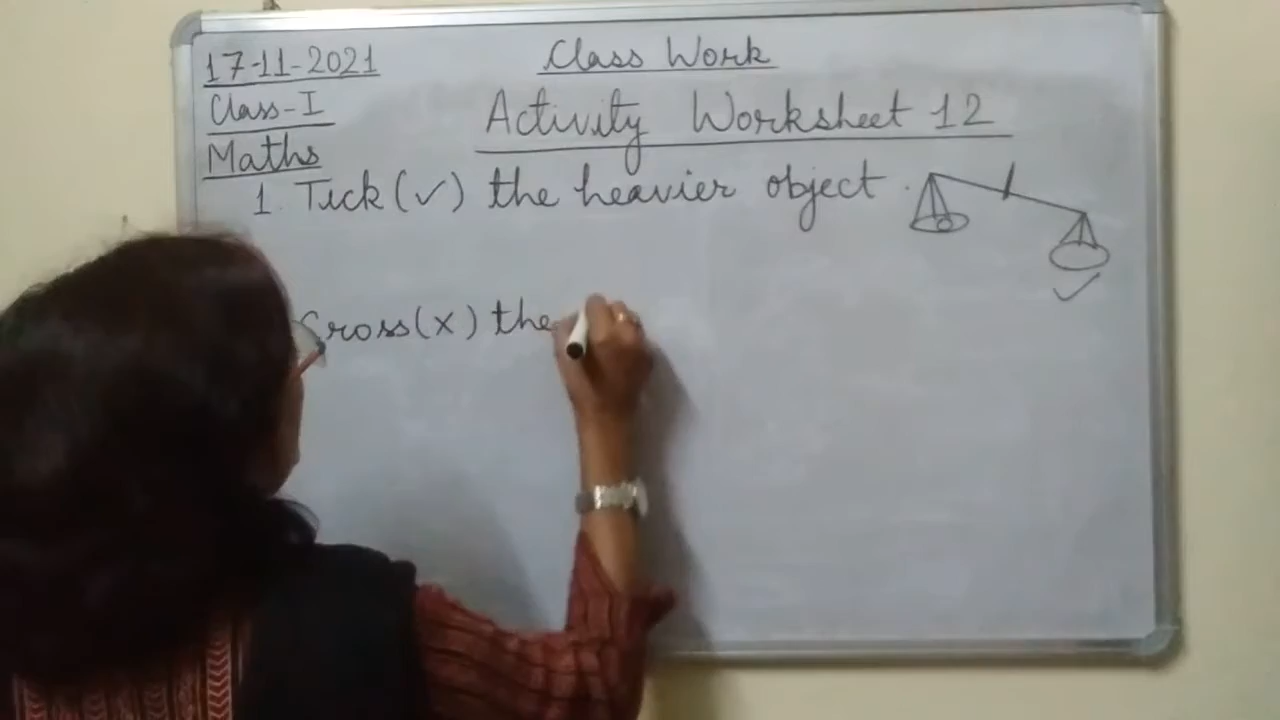 17-11-2021
Class Work
Class-I
Activity Worksheet 12
Maths
1. Tick (✓) the heavier object.
Cross (x) the